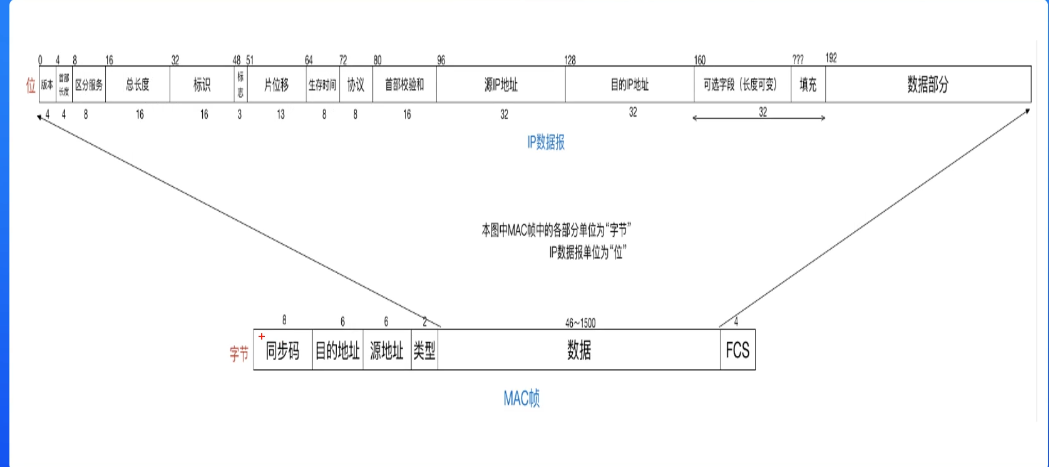 0 4 8 16 32 48 51 64 72 80 96 128 160 ??? 192
位 版本 首部长度 区分服务 总长度 标识 标志 片位移 生存时间 协议 首部校验和 源IP地址 目的IP地址 可选字段（长度可变） 填充 数据部分
4 4 8 16 16 3 13 8 8 16 32 32 32
IP数据报
本图中MAC帧中的各部分单位为“字节”
IP数据报单位为“位”
8 6 6 2 46~1500 4
字节 同步码 目的地址 源地址 类型 数据 FCS
MAC帧